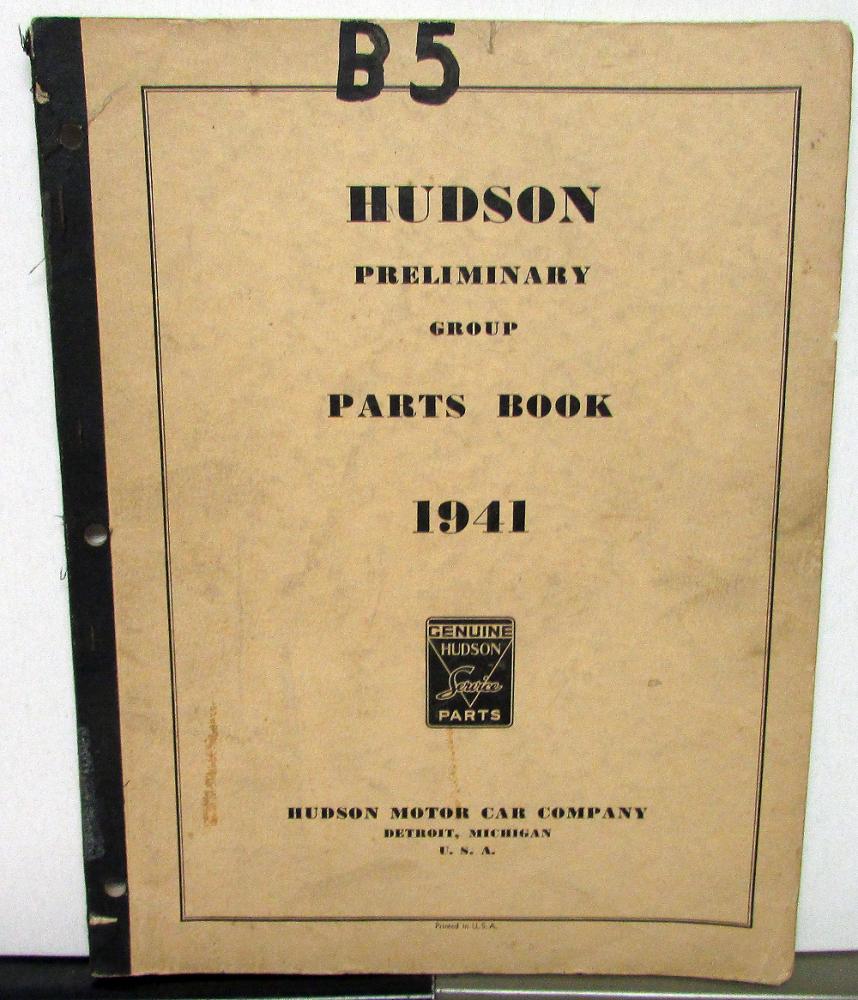 B5
HUDSON
PRELIMINARY
GROUP
PARTS BOOK
1941
GENUINE
HUDSON
Service
PARTS
HUDSON MOTOR CAR COMPANY
DETROIT, MICHIGAN
U. S. A.
Printed in U. S. A.